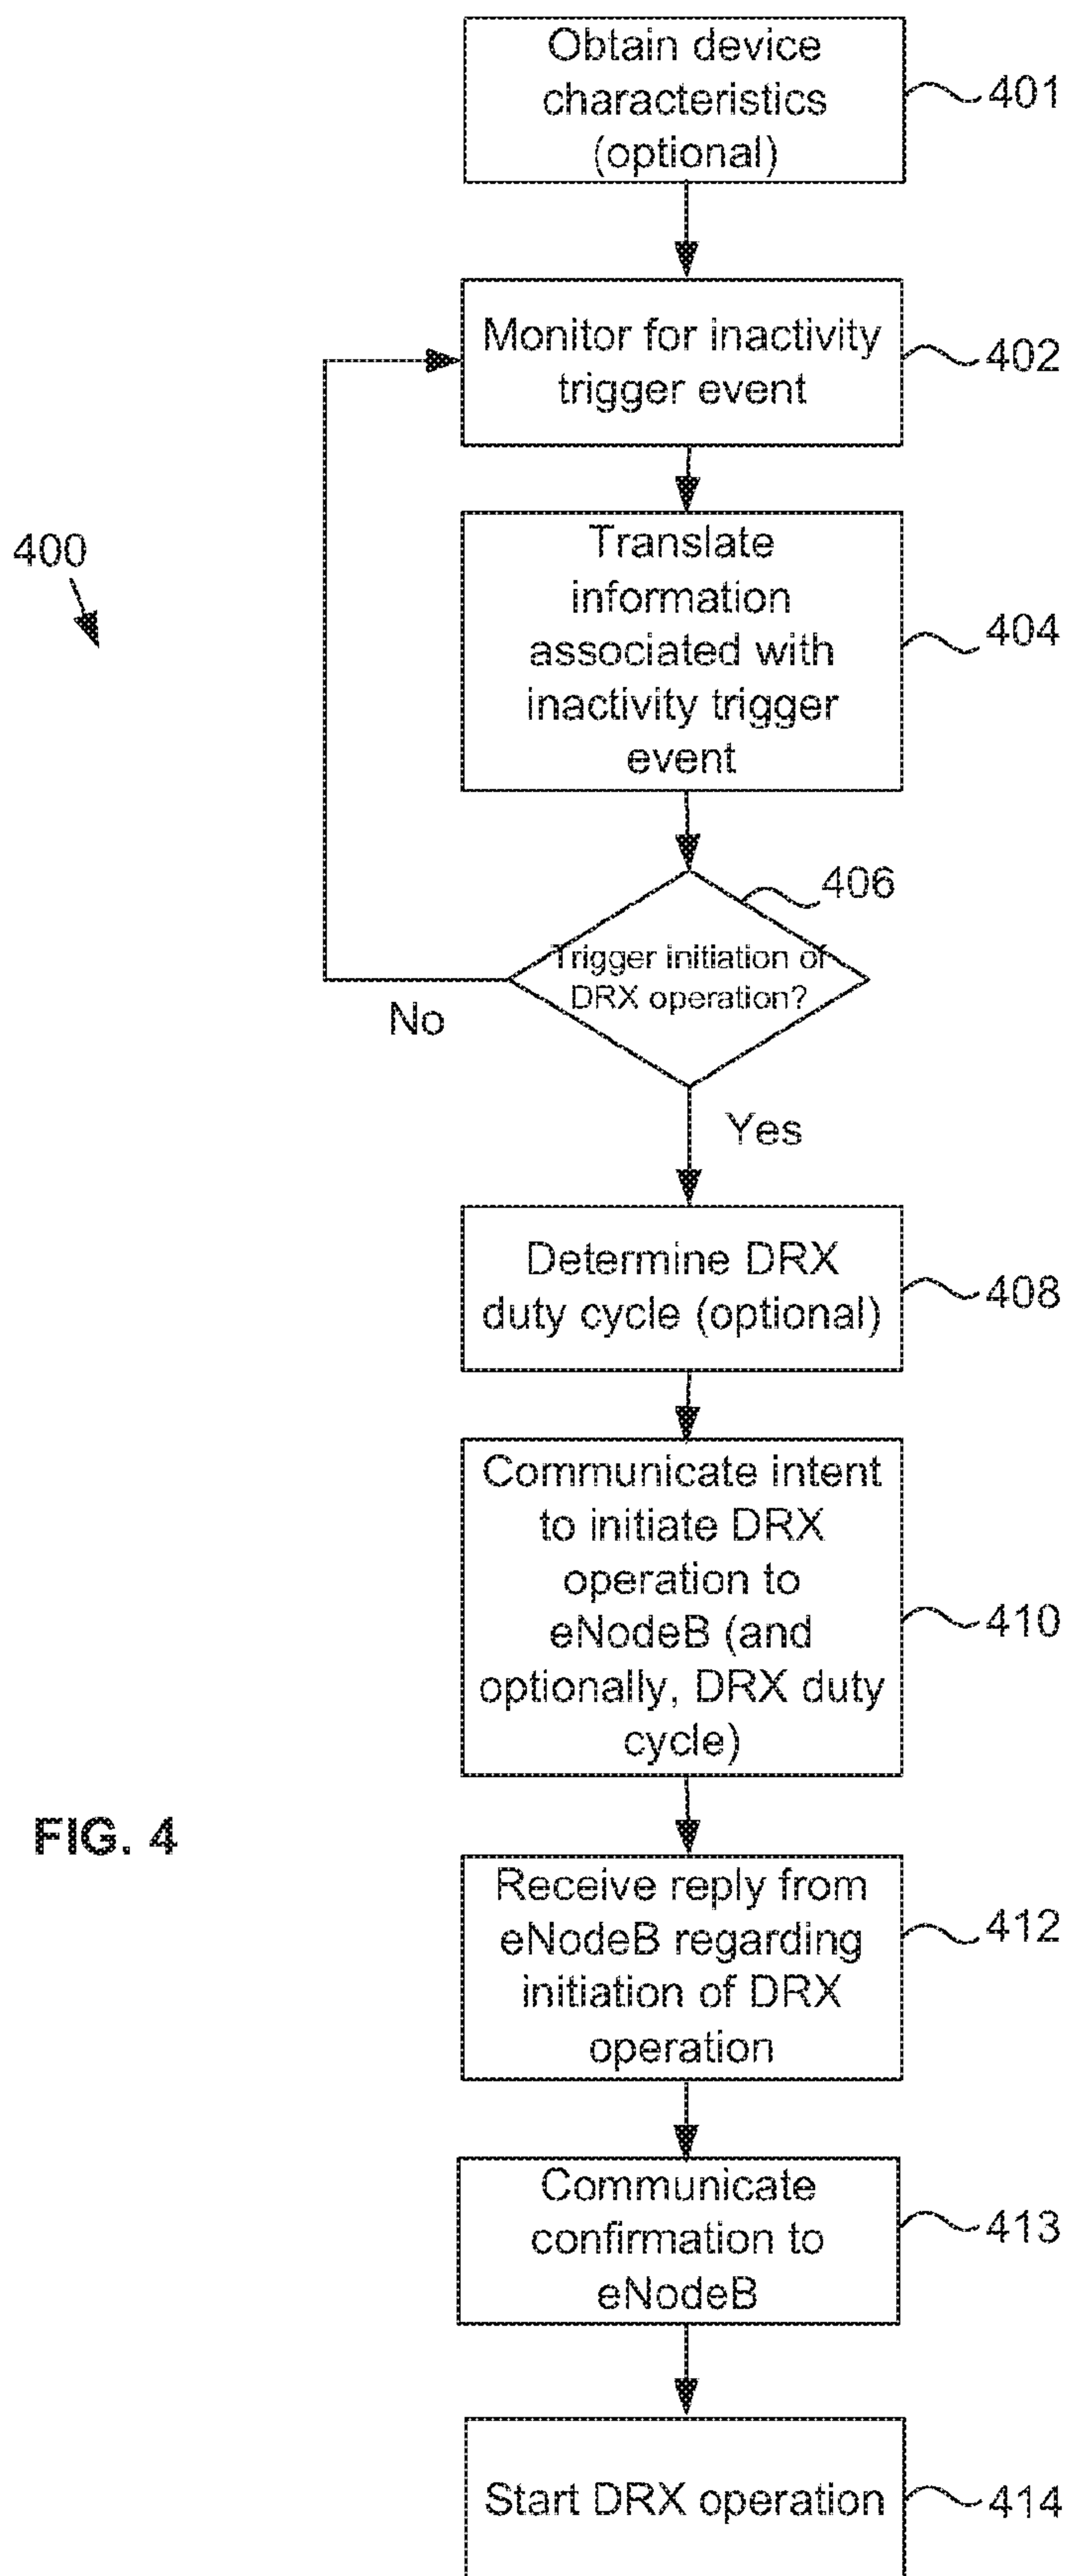 Obtain device
characteristics
(optional)
401
Monitor for inactivity
trigger event
402
400
Translate
information
associated with
inactivity trigger
event
404
406
Trigger initiation of
DRX operation?
No
Yes
Determine DRX
duty cycle (optional)
408
Communicate intent
to initiate DRX
operation to
eNodeB (and
optionally, DRX duty
cycle)
410
FIG. 4
Receive reply from
eNodeB regarding
initiation of DRX
operation
412
Communicate
confirmation to
eNodeB
413
Start DRX operation
414